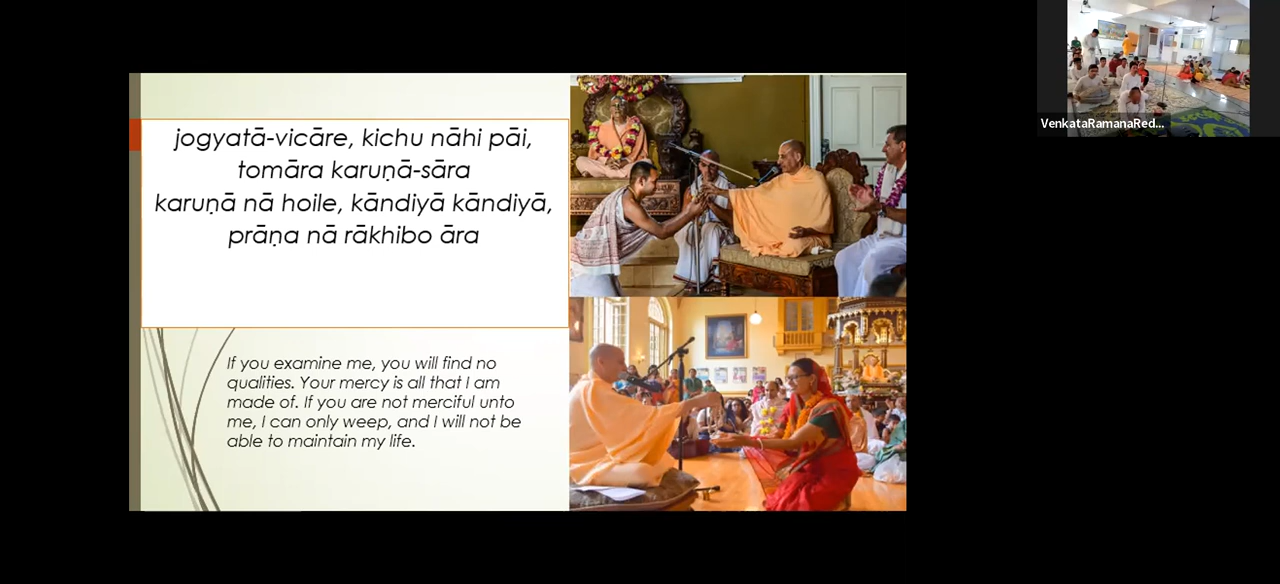 jogyatā-vicāre, kichu nāhi pāi,
tomāra karuṇā-sāra
karuṇā nā hoile, kāndiyā kāndiyā,
prāṇa nā rākhibo āra
If you examine me, you will find no
qualities. Your mercy is all that I am
made of. If you are not merciful unto
me, I can only weep, and I will not be
able to maintain my life.
VenkataRamanaRed...